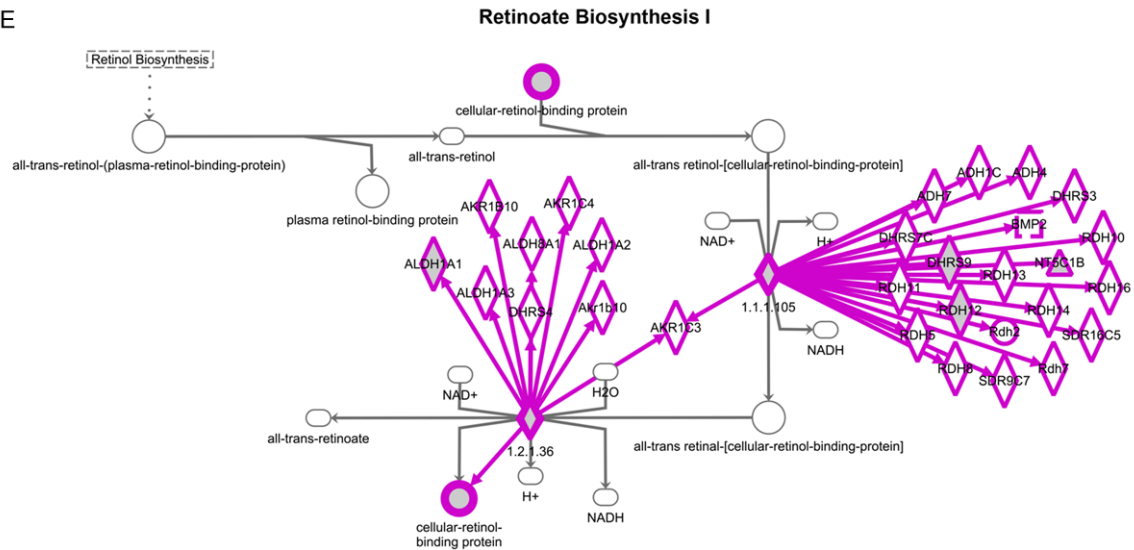 E
Retinoate Biosynthesis I
Retinol Biosynthesis
cellular-retinol-binding protein
all-trans-retinol-(plasma-retinol-binding-protein)
all-trans-retinol
all-trans retinol-[cellular-retinol-binding-protein]
plasma retinol-binding protein
NAD+
H+
1.1.1.105
NADH
ADH7
ADH1C
ADH4
DHRS3
DHRS7C
BMP2
RDH10
DHRS9
NT5C1B
RDH13
RDH11
RDH16
RDH12
RDH14
Rdh2
SDR16C5
RDH5
RDH8
SDR9C7
Rdh7
AKR1B10
AKR1C4
ALDH8A1
ALDH1A2
ALDH1A1
ALDH1A3
DHRS4
Akr1b10
AKR1C3
NAD+
H2O
all-trans-retinoate
all-trans retinal-[cellular-retinol-binding-protein]
1.2.1.36
H+
NADH
cellular-retinol-
binding protein